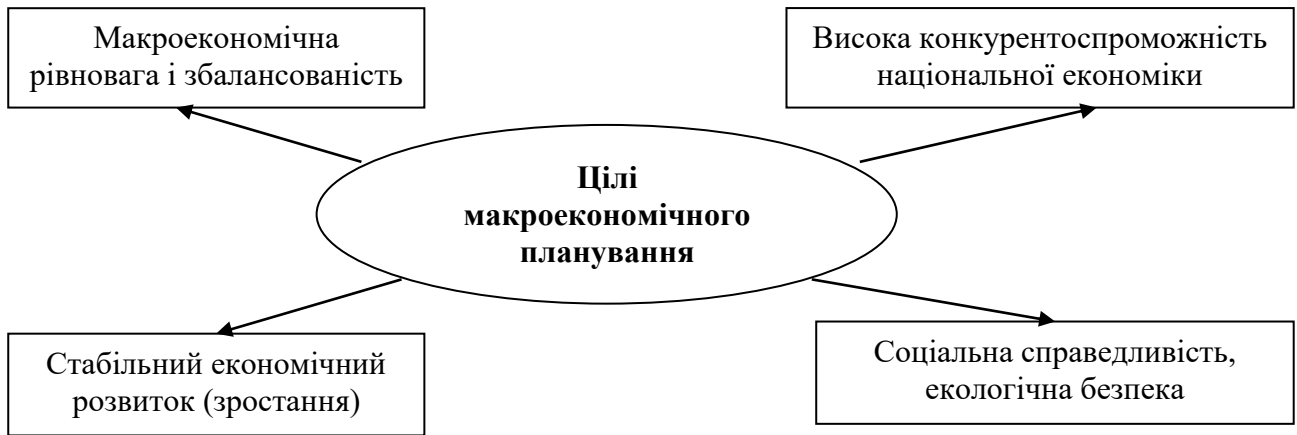 Макроекономічна
рівновага і збалансованість
Висока конкурентоспроможність
національної економіки
Цілі
макроекономічного
планування
Стабільний економічний
розвиток (зростання)
Соціальна справедливість,
екологічна безпека